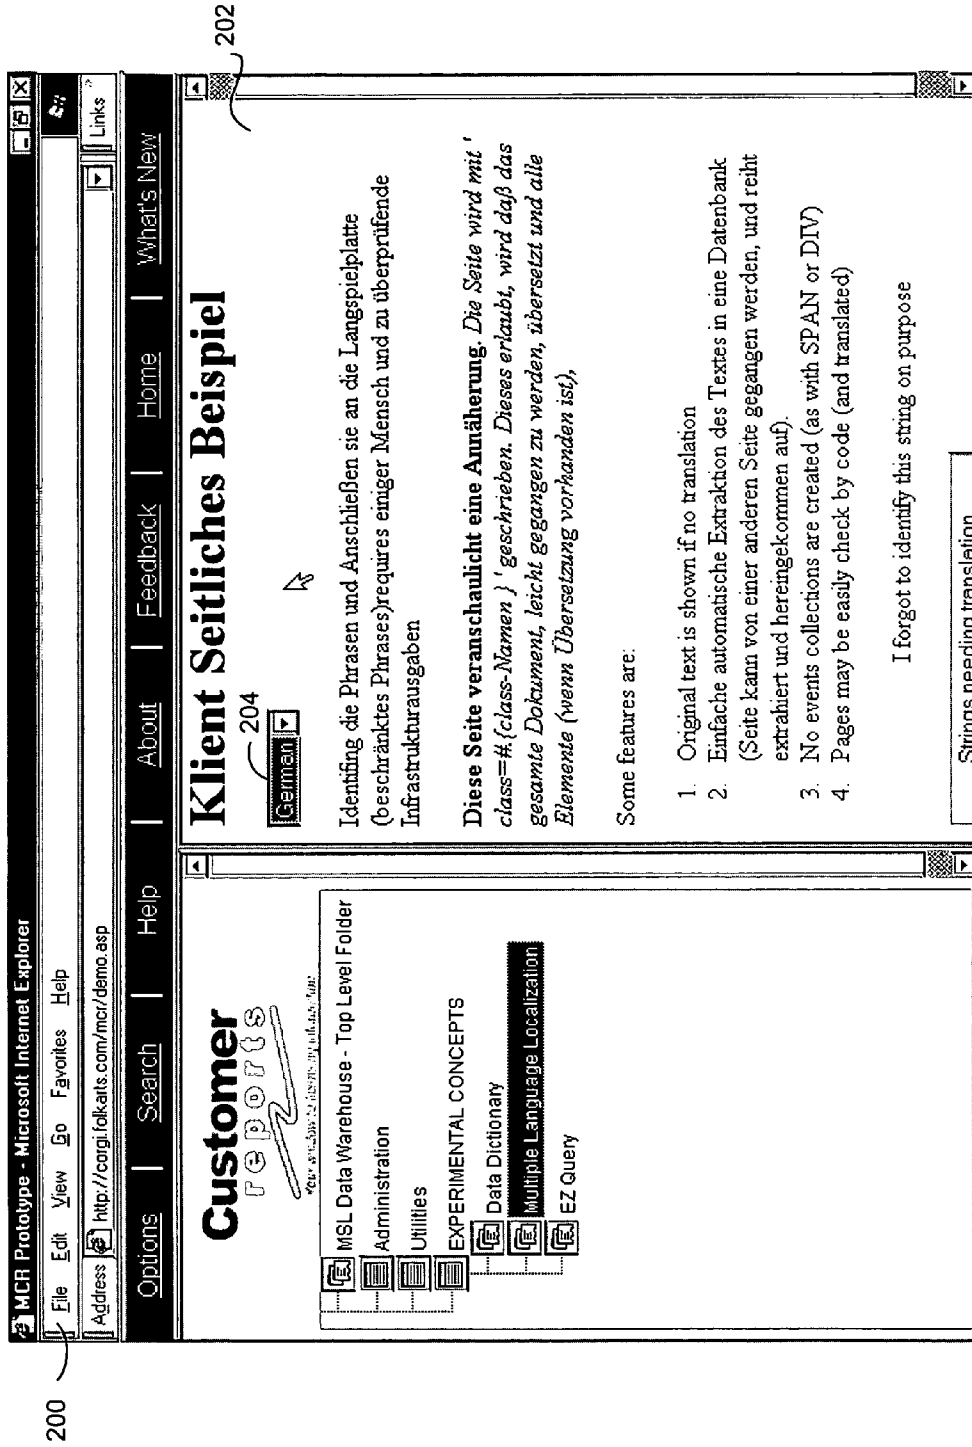 200
MCR Prototype - Microsoft Internet Explorer
File Edit View Go Favorites Help
Address http://corgi.folkarts.com/mcr/demo.asp
Links
Options | Search | Help | About | Feedback | Home | What's New
Customer
reports
MSL Data Warehouse - Top Level Folder
Administration
Utilities
EXPERIMENTAL CONCEPTS
Data Dictionary
Multiple Language Localization
EZ Query
202
Klient Seitliches Beispiel
204
German
Identifing die Phrasen und Anschließen sie an die Langspielplatte
(beschränktes Phrases)requires einiger Mensch und zu überprüfende
Infrastrukturausgaben
Diese Seite veranschaulicht eine Annäherung. Die Seite wird mit '
class=#{class-Namen } ' geschrieben. Dieses erlaubt, wird daß das
gesamte Dokument, leicht gegangen zu werden, übersetzt und alle
Elemente (wenn Übersetzung vorhanden ist),
Some features are:
1. Original text is shown if no translation
2. Einfache automatische Extraktion des Textes in eine Datenbank
(Seite kann von einer anderen Seite gegangen werden, und reiht
extrahiert und hereingekommen auf).
3. No events collections are created (as with SPAN or DIV)
4. Pages may be easily check by code (and translated)
I forgot to identify this string on purpose
Strings needing translation